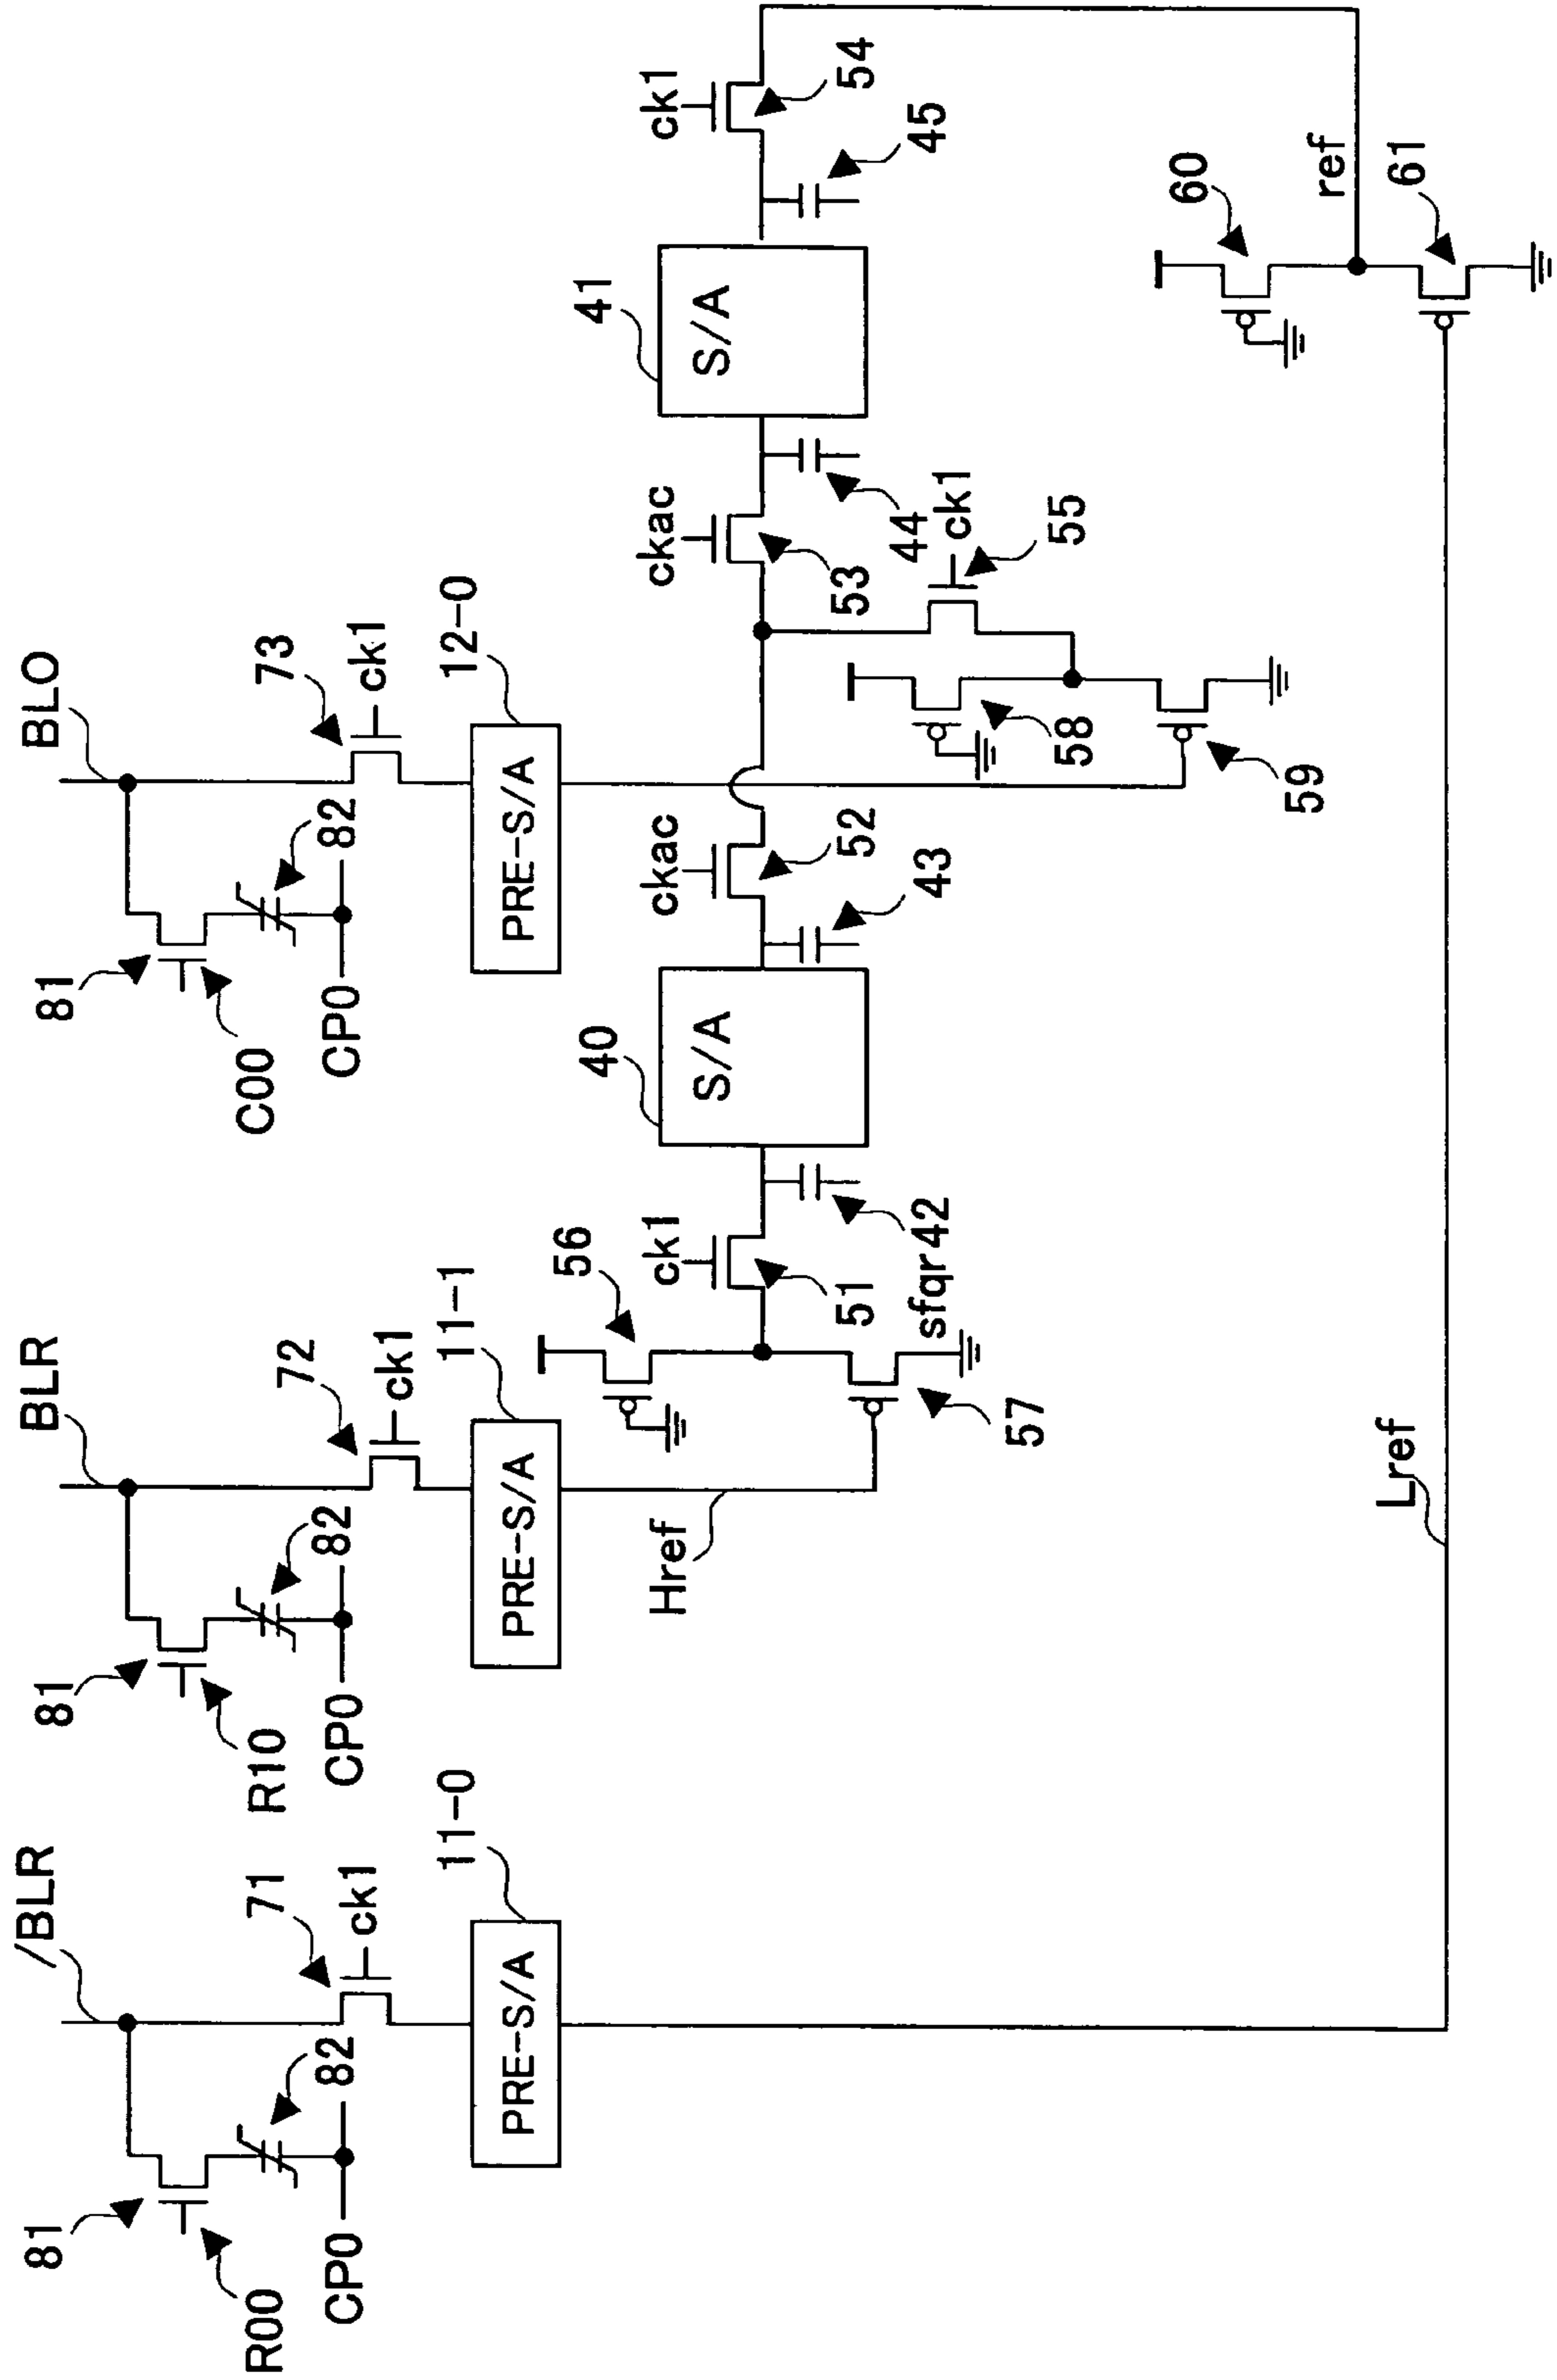 /BLR
BLR
BLO
81
81
81
R00
71
R10
72
C00
73
CP0
82
ck1
CP0
82
ck1
CP0
82
ck1
11-0
11-1
12-0
PRE-S/A
PRE-S/A
PRE-S/A
Href
56
ck1
40
ckac
ckac
41
ck1
S/A
S/A
51
52
53
54
sfqr
42
43
44
45
ck1
57
58
55
60
59
ref
Lref
61